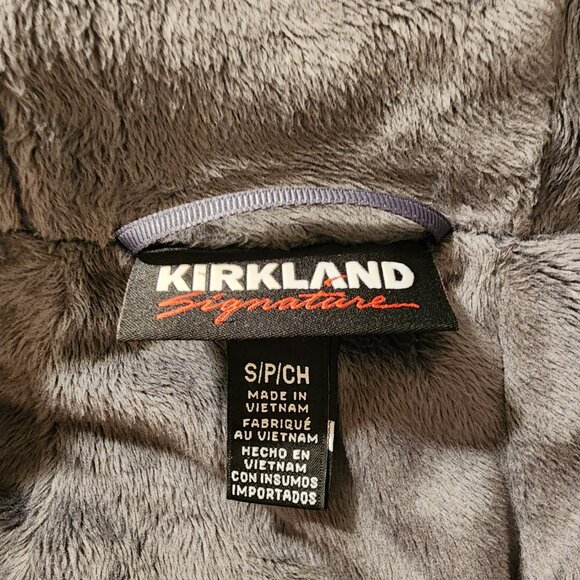 KIRKLAND
Signature
S/P/CH
MADE IN
VIETNAM
FABRIQUÉ
AU VIETNAM
HECHO EN
VIETNAM
CON INSUMOS
IMPORTADOS